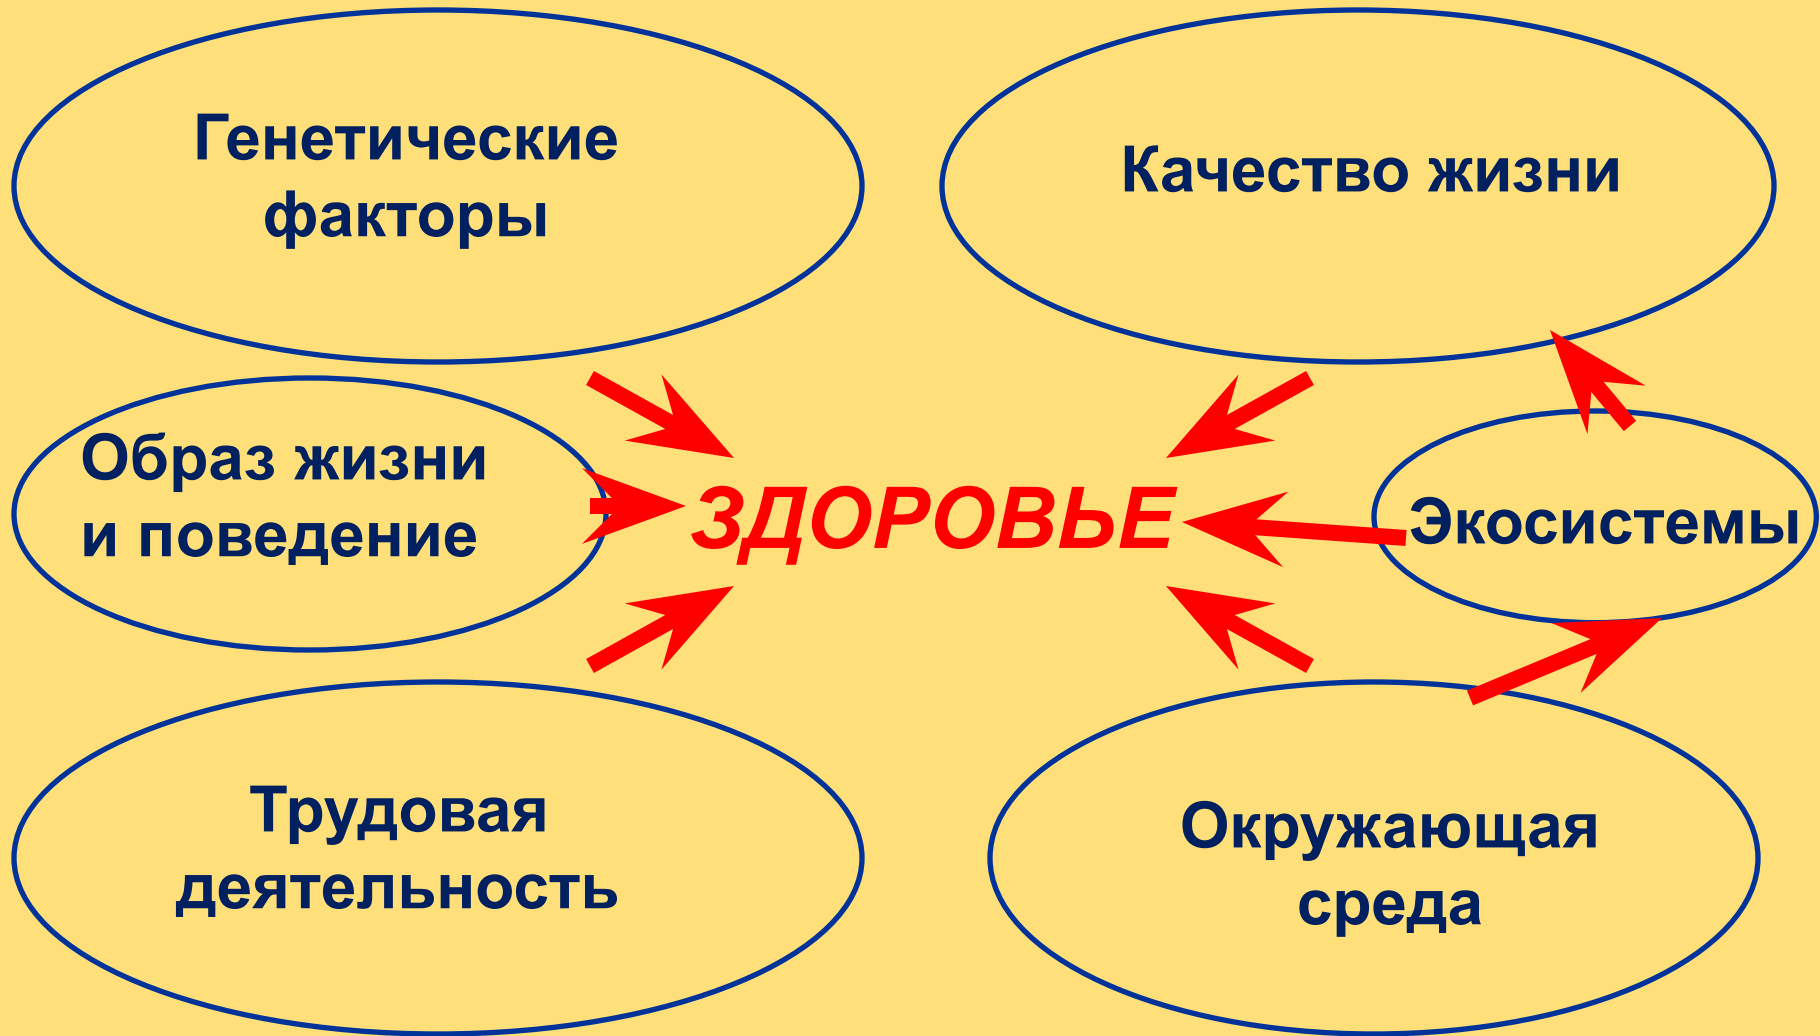 Генетические
факторы
Качество жизни
Образ жизни
и поведение
ЗДОРОВЬЕ
Экосистемы
Трудовая
деятельность
Окружающая
среда